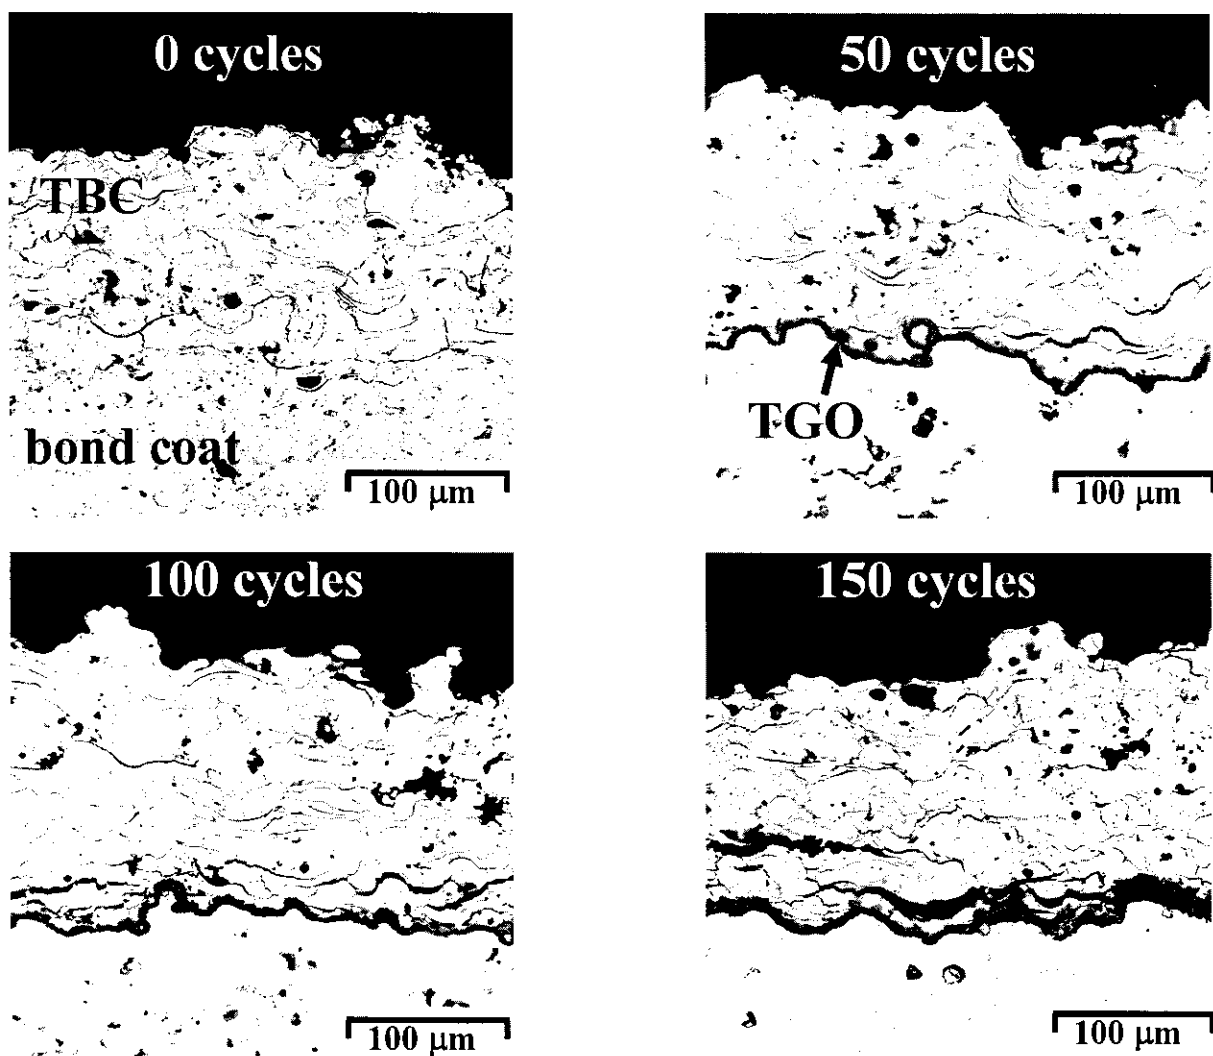 0 cycles
TBC
bond coat
100 μm
50 cycles
TGO
100 μm
100 cycles
100 μm
150 cycles
100 μm